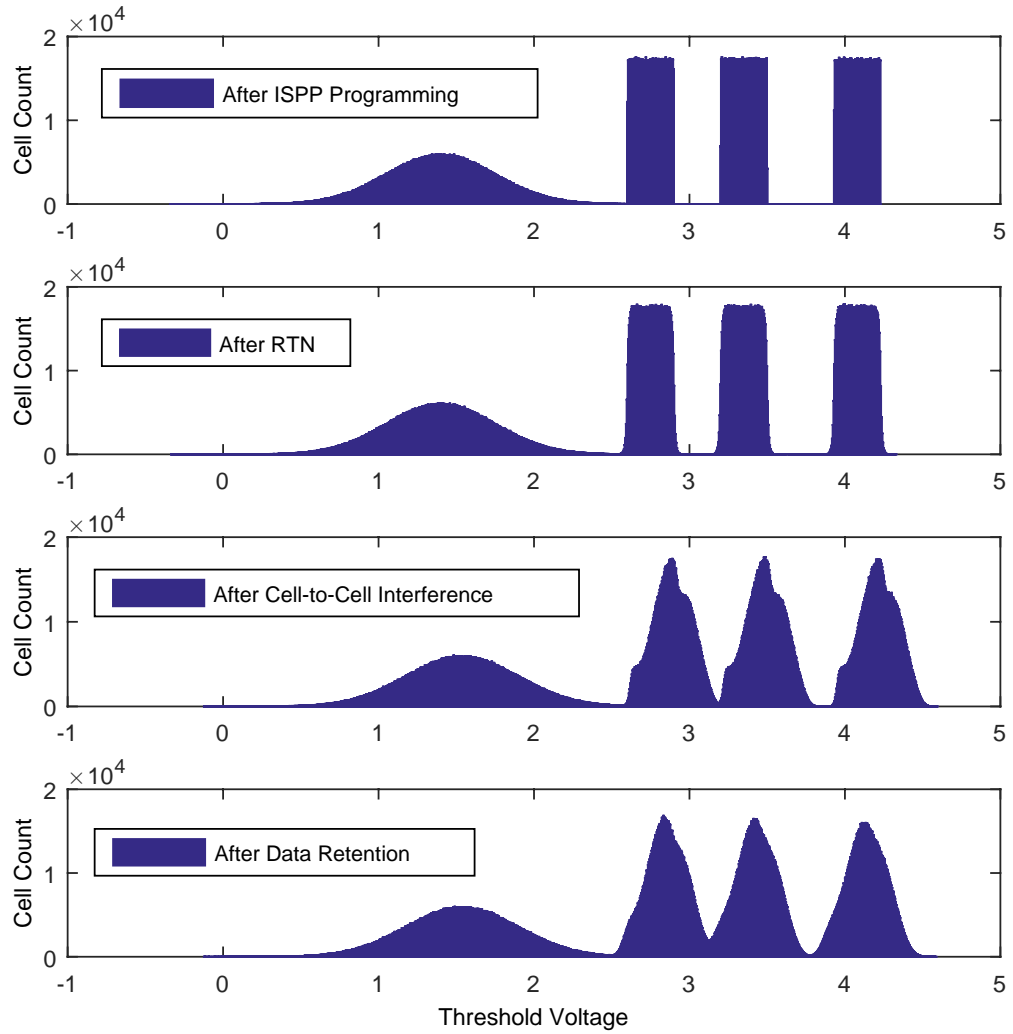 ×10^4
2
1
0
Cell Count
After ISPP Programming
-1 0 1 2 3 4 5
×10^4
2
1
0
Cell Count
After RTN
-1 0 1 2 3 4 5
×10^4
2
1
0
Cell Count
After Cell-to-Cell Interference
-1 0 1 2 3 4 5
×10^4
2
1
0
Cell Count
After Data Retention
-1 0 1 2 3 4 5
Threshold Voltage